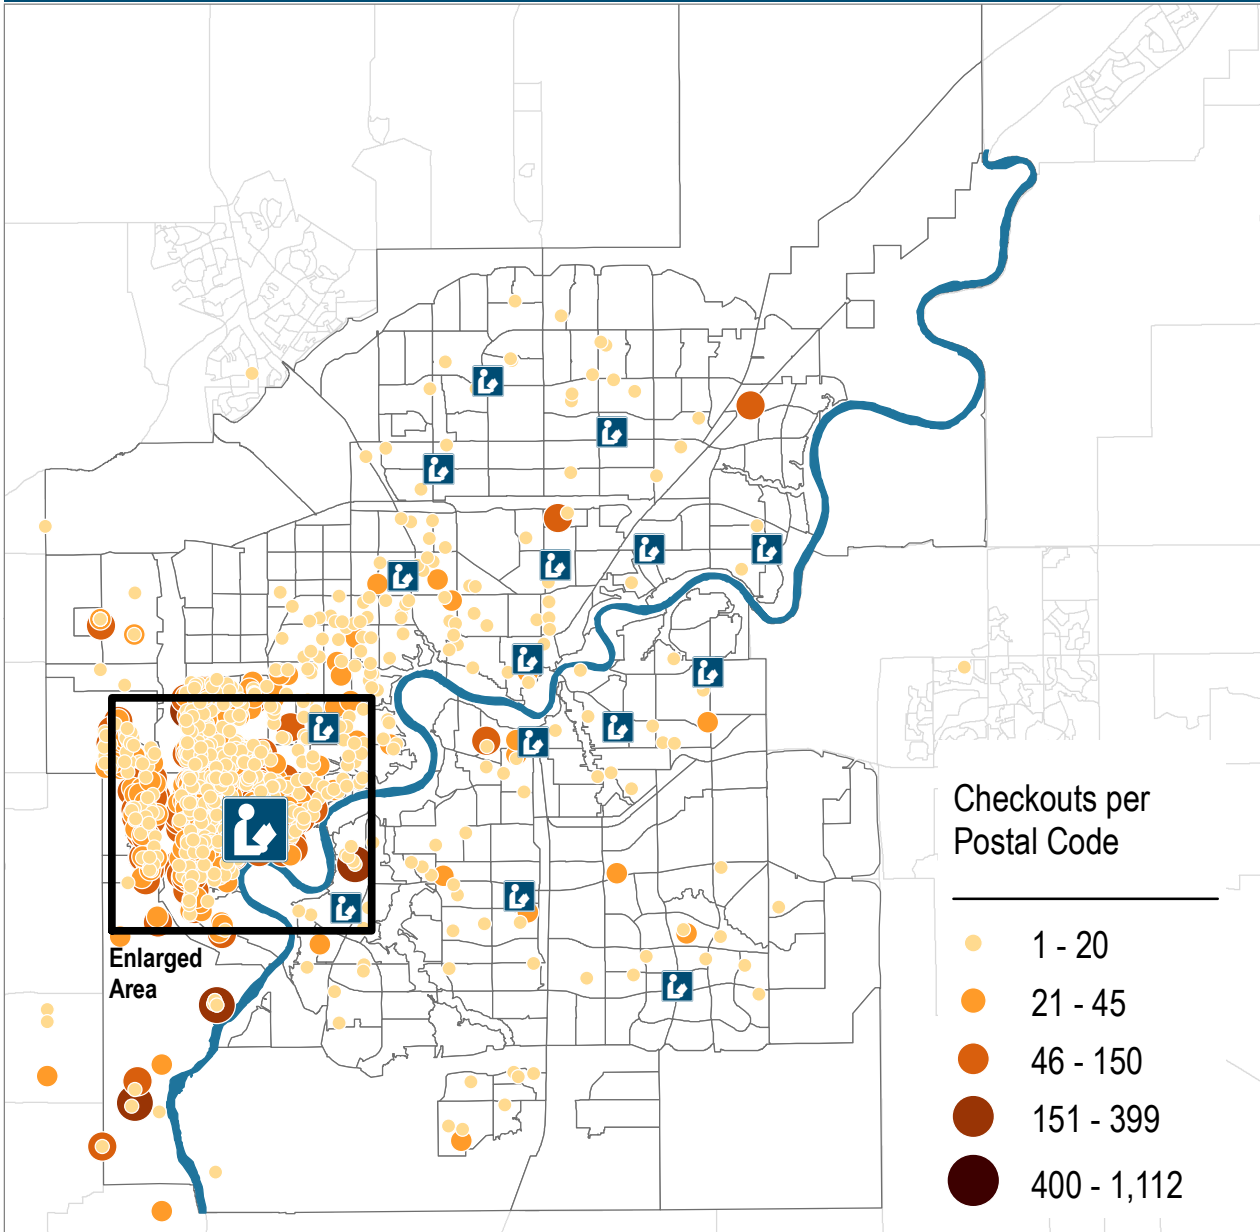 Enlarged
Area
Checkouts per
Postal Code
1 - 20
21 - 45
46 - 150
151 - 399
400 - 1,112